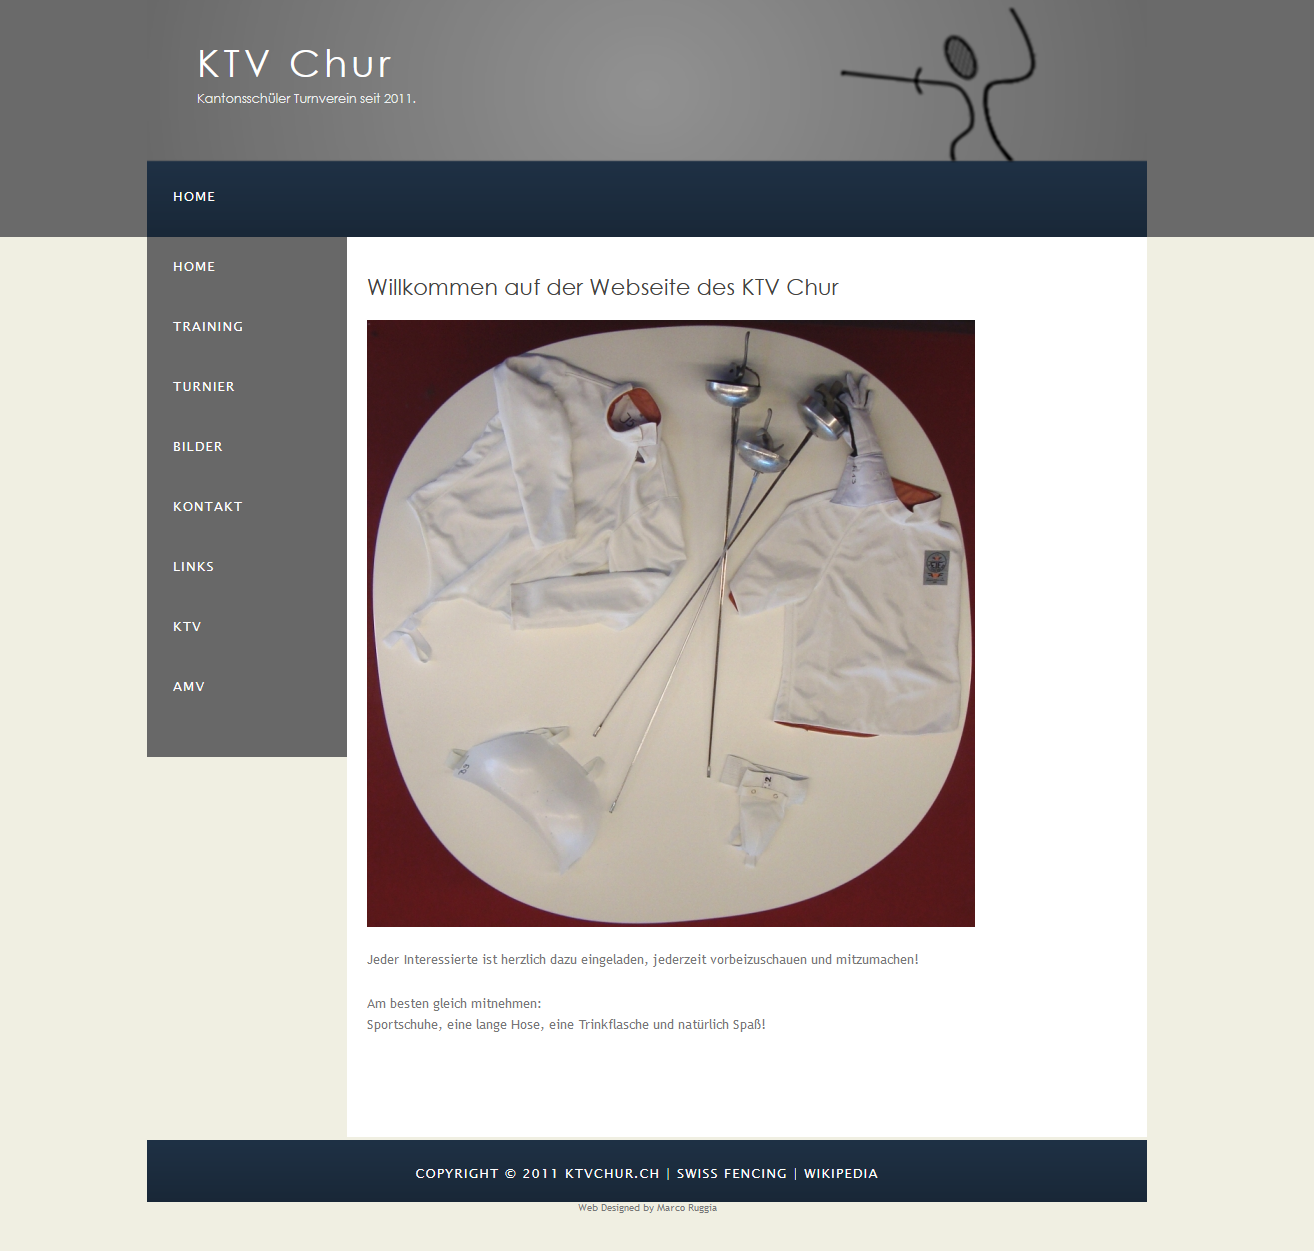 KTV Chur
Kantonsschüler Turnverein seit 2011.
HOME
HOME
TRAINING
TURNIER
BILDER
KONTAKT
LINKS
KTV
AMV
Willkommen auf der Webseite des KTV Chur
Jeder Interessierte ist herzlich dazu eingeladen, jederzeit vorbeizuschauen und mitzumachen!
Am besten gleich mitnehmen:
Sportschuhe, eine lange Hose, eine Trinkflasche und natürlich Spaß!
COPYRIGHT © 2011 KTVCHUR.CH | SWISS FENCING | WIKIPEDIA
Web Designed by Marco Ruggia